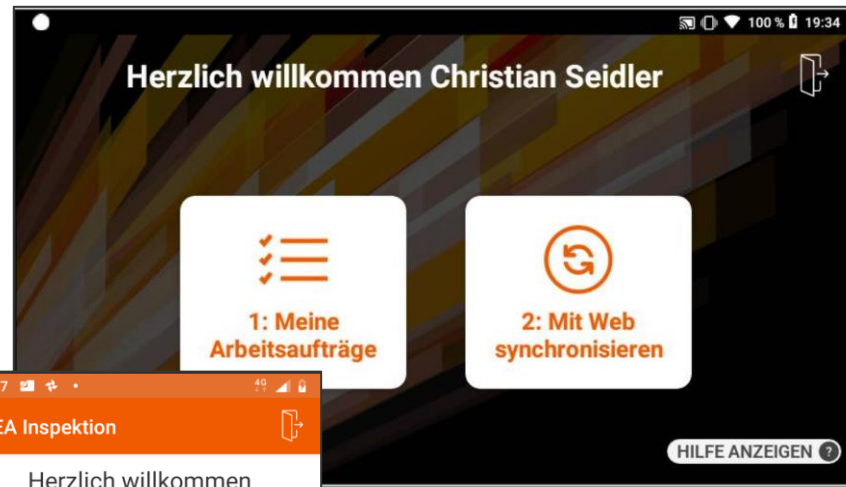 100 % 19:34
Herzlich willkommen Christian Seidler
1: Meine
Arbeitsaufträge
2: Mit Web
synchronisieren
HILFE ANZEIGEN ?
7
4G
EA Inspektion
Herzlich willkommen